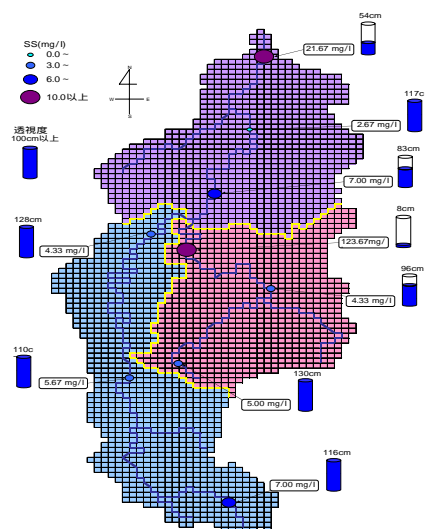 54cm
SS(mg/l)
0.0 ~
3.0 ~
6.0 ~
10.0以上
N
W
E
S
21.67 mg/l
117c
2.67 mg/l
透視度
100cm以上
83cm
7.00 mg/l
8cm
128cm
123.67mg/
4.33 mg/l
96cm
4.33 mg/l
110c
5.67 mg/l
130cm
5.00 mg/l
116cm
7.00 mg/l